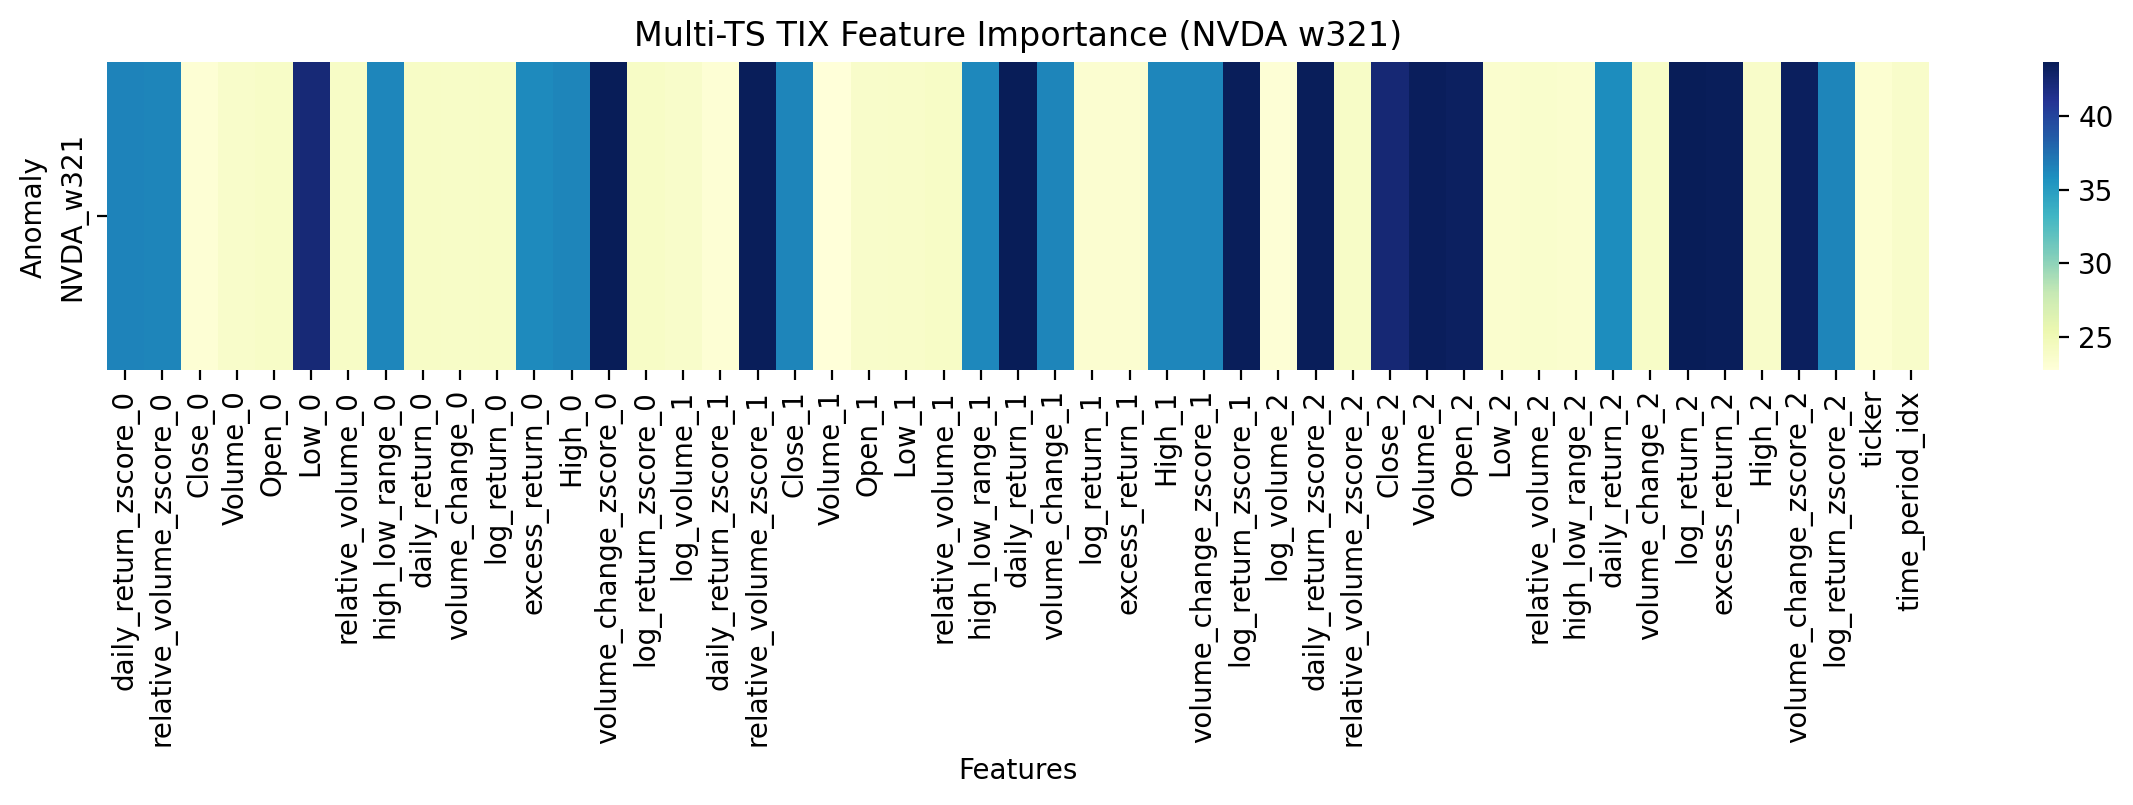 Multi-TS TIX Feature Importance (NVDA w321)
Anomaly
NVDA_w321
40
35
30
25
daily_return_zscore_0
relative_volume_zscore_0
Close_0
Volume_0
Open_0
Low_0
relative_volume_0
high_low_range_0
daily_return_0
volume_change_0
log_return_0
excess_return_0
High_0
volume_change_zscore_0
log_return_zscore_0
log_volume_1
daily_return_zscore_1
relative_volume_zscore_1
Close_1
Volume_1
Open_1
Low_1
relative_volume_1
high_low_range_1
daily_return_1
volume_change_1
log_return_1
excess_return_1
High_1
volume_change_zscore_1
log_return_zscore_1
log_volume_2
daily_return_zscore_2
relative_volume_zscore_2
Close_2
Volume_2
Open_2
Low_2
relative_volume_2
high_low_range_2
daily_return_2
volume_change_2
log_return_2
excess_return_2
High_2
volume_change_zscore_2
log_return_zscore_2
ticker
time_period_idx
Features